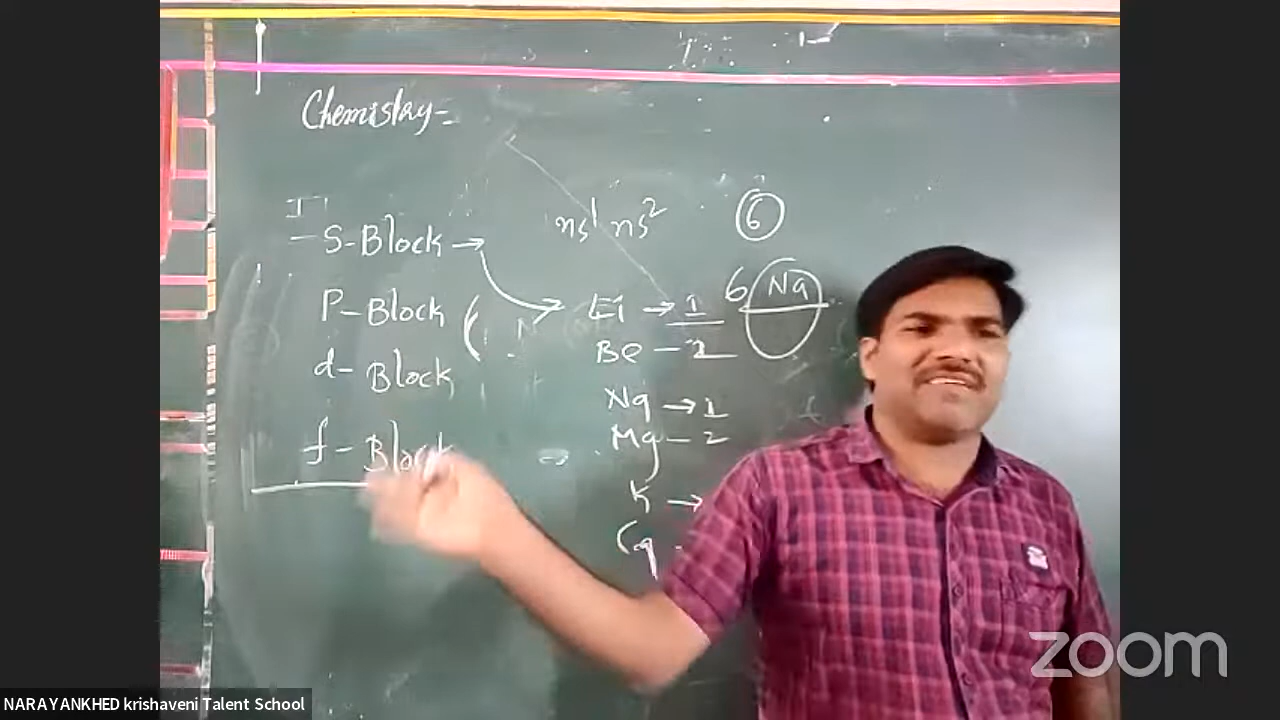 Chemistry-
I
S-Block → ns¹ ns² 6
P-Block ( Li → 1 6 Na
Be - 2
d-Block
Na → 1
Mg - 2
f-Block
K →
Ca -
zoom
NARAYANKHED krishaveni Talent School